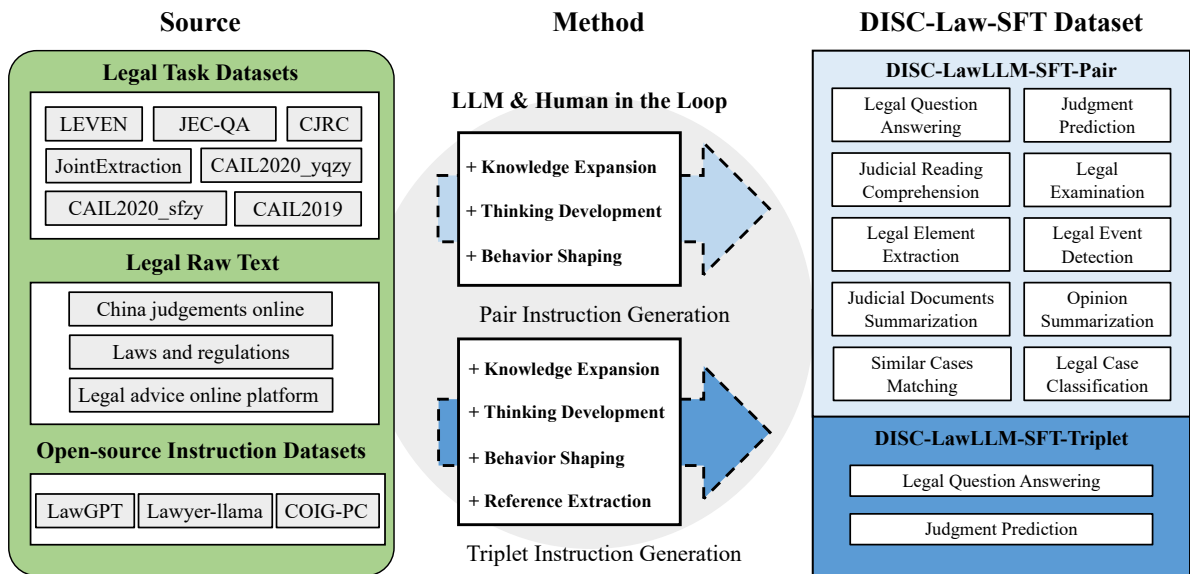 Source
Method
DISC-Law-SFT Dataset
Legal Task Datasets
LEVEN
JEC-QA
CJRC
JointExtraction
CAIL2020_yqzy
CAIL2020_sfzy
CAIL2019
Legal Raw Text
China judgements online
Laws and regulations
Legal advice online platform
Open-source Instruction Datasets
LawGPT
Lawyer-llama
COIG-PC
LLM & Human in the Loop
+ Knowledge Expansion
+ Thinking Development
+ Behavior Shaping
Pair Instruction Generation
+ Knowledge Expansion
+ Thinking Development
+ Behavior Shaping
+ Reference Extraction
Triplet Instruction Generation
DISC-LawLLM-SFT-Pair
Legal Question
Answering
Judgment
Prediction
Judicial Reading
Comprehension
Legal
Examination
Legal Element
Extraction
Legal Event
Detection
Judicial Documents
Summarization
Opinion
Summarization
Similar Cases
Matching
Legal Case
Classification
DISC-LawLLM-SFT-Triplet
Legal Question Answering
Judgment Prediction